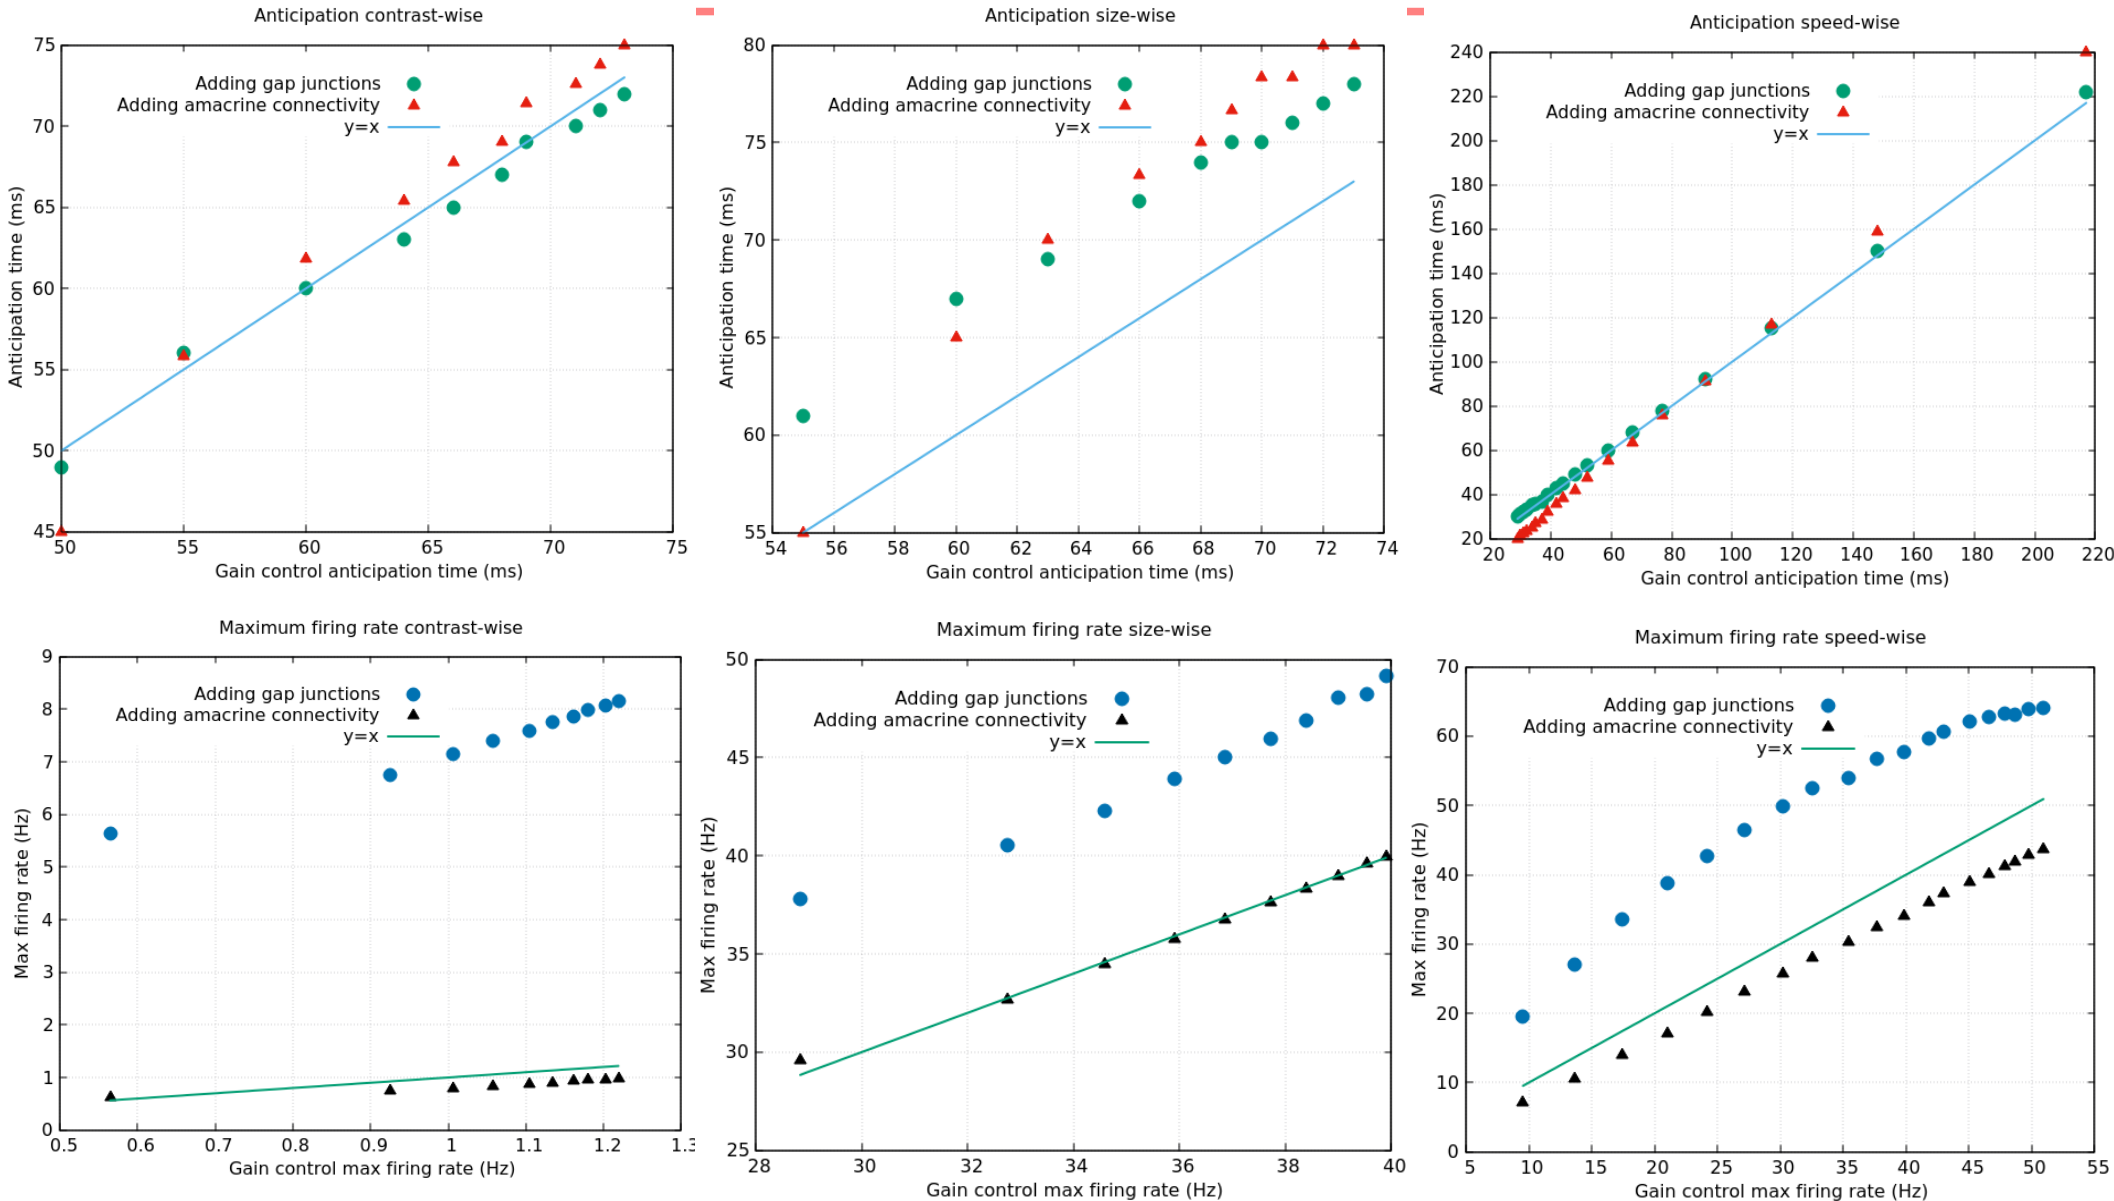 Anticipation contrast-wise
75
70
65
60
55
50
45
50 55 60 65 70 75
Adding gap junctions
Adding amacrine connectivity
y=x
Anticipation time (ms)
Gain control anticipation time (ms)
Anticipation size-wise
80
75
70
65
60
55
54 56 58 60 62 64 66 68 70 72 74
Adding gap junctions
Adding amacrine connectivity
y=x
Anticipation time (ms)
Gain control anticipation time (ms)
Anticipation speed-wise
240
220
200
180
160
140
120
100
80
60
40
20
20 40 60 80 100 120 140 160 180 200 220
Adding gap junctions
Adding amacrine connectivity
y=x
Anticipation time (ms)
Gain control anticipation time (ms)
Maximum firing rate contrast-wise
9
8
7
6
5
4
3
2
1
0
0.5 0.6 0.7 0.8 0.9 1 1.1 1.2 1.3
Adding gap junctions
Adding amacrine connectivity
y=x
Max firing rate (Hz)
Gain control max firing rate (Hz)
Maximum firing rate size-wise
50
45
40
35
30
25
28 30 32 34 36 38 40
Adding gap junctions
Adding amacrine connectivity
y=x
Max firing rate (Hz)
Gain control max firing rate (Hz)
Maximum firing rate speed-wise
70
60
50
40
30
20
10
0
5 10 15 20 25 30 35 40 45 50 55
Adding gap junctions
Adding amacrine connectivity
y=x
Max firing rate (Hz)
Gain control max firing rate (Hz)